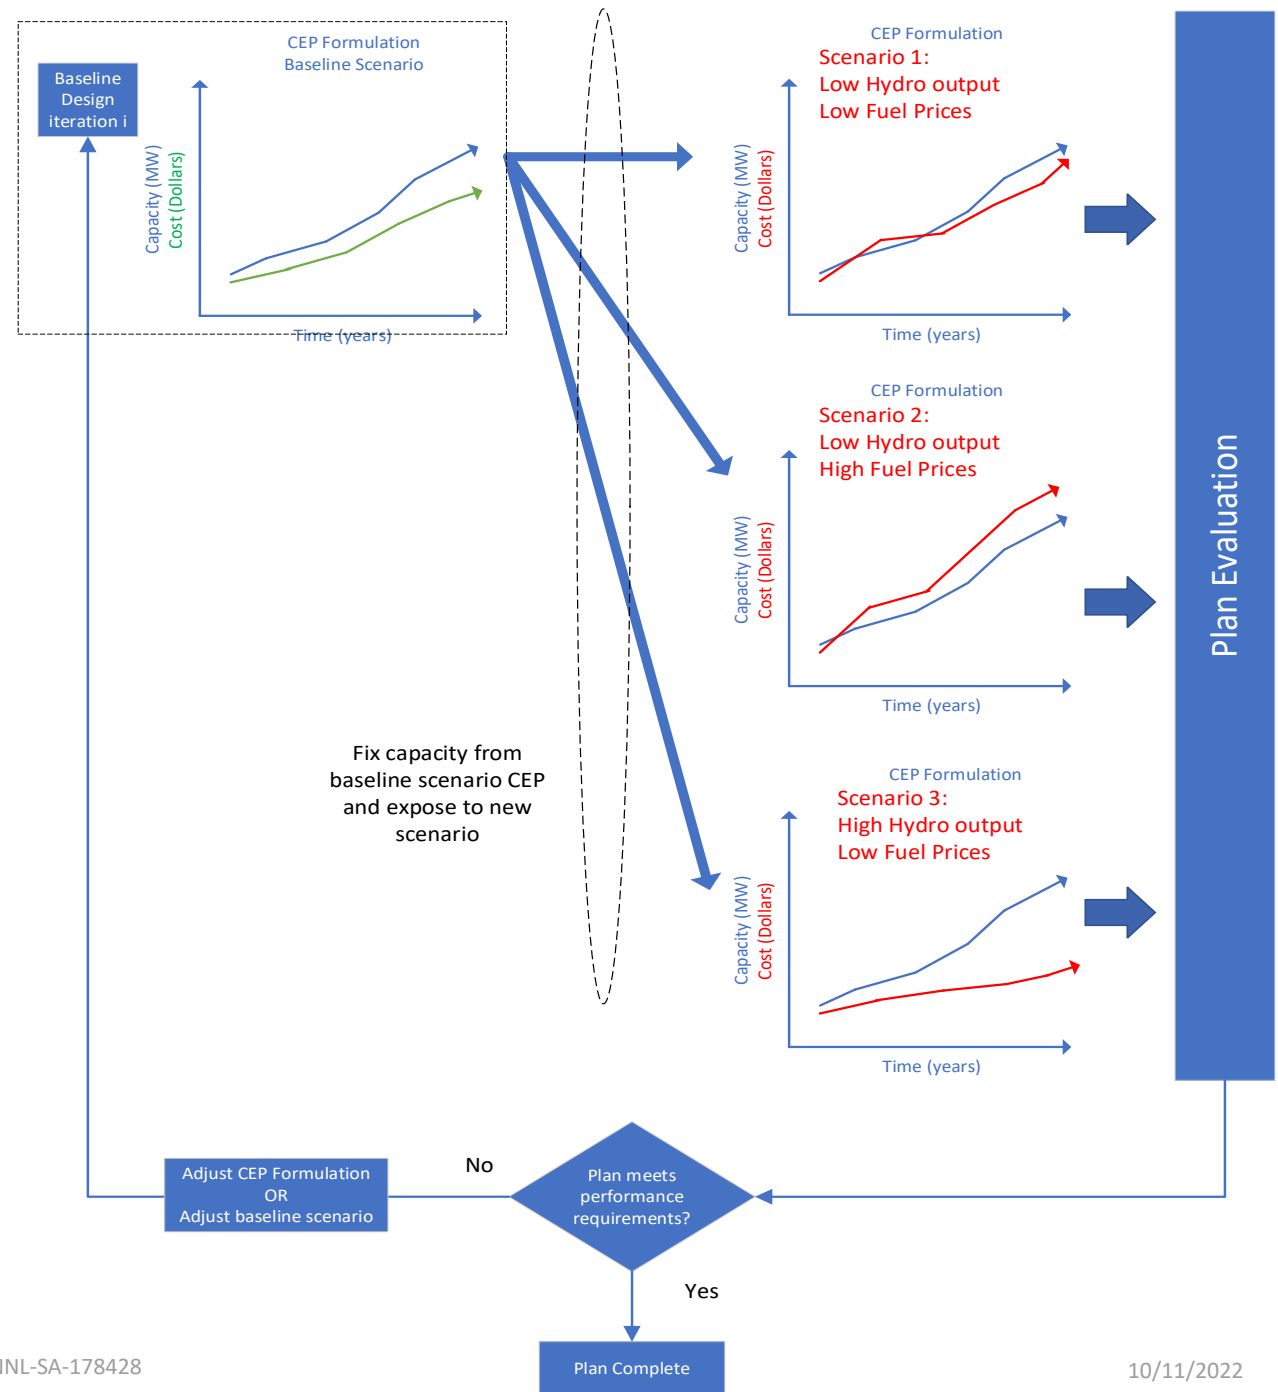 CEP Formulation
Baseline Scenario
Baseline
Design
iteration i
Capacity (MW)
Cost (Dollars)
Time (years)
CEP Formulation
Scenario 1:
Low Hydro output
Low Fuel Prices
Capacity (MW)
Cost (Dollars)
Time (years)
CEP Formulation
Scenario 2:
Low Hydro output
High Fuel Prices
Capacity (MW)
Cost (Dollars)
Time (years)
Plan Evaluation
Fix capacity from
baseline scenario CEP
and expose to new
scenario
CEP Formulation
Scenario 3:
High Hydro output
Low Fuel Prices
Capacity (MW)
Cost (Dollars)
Time (years)
Adjust CEP Formulation
OR
Adjust baseline scenario
No
Plan meets
performance
requirements?
Yes
Plan Complete
NNL-SA-178428
10/11/2022